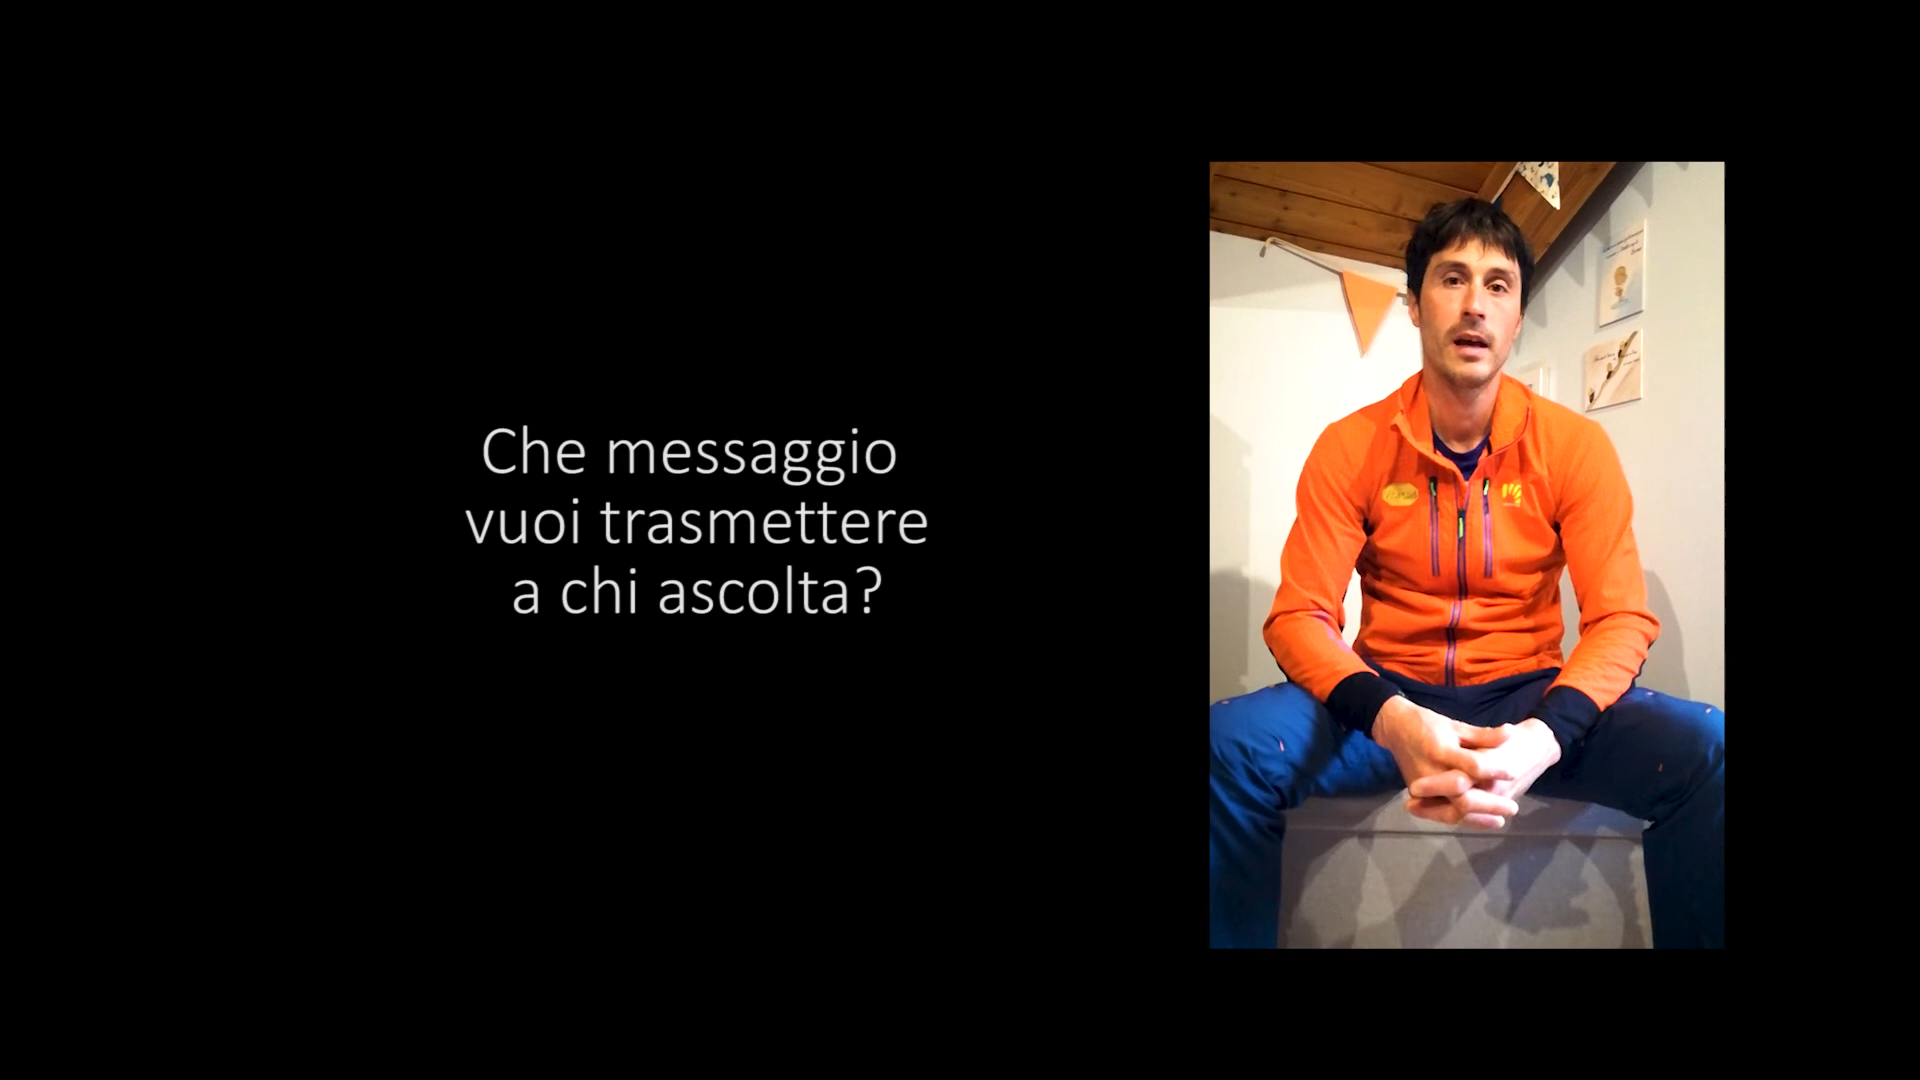 Che messaggio
vuoi trasmettere
a chi ascolta?